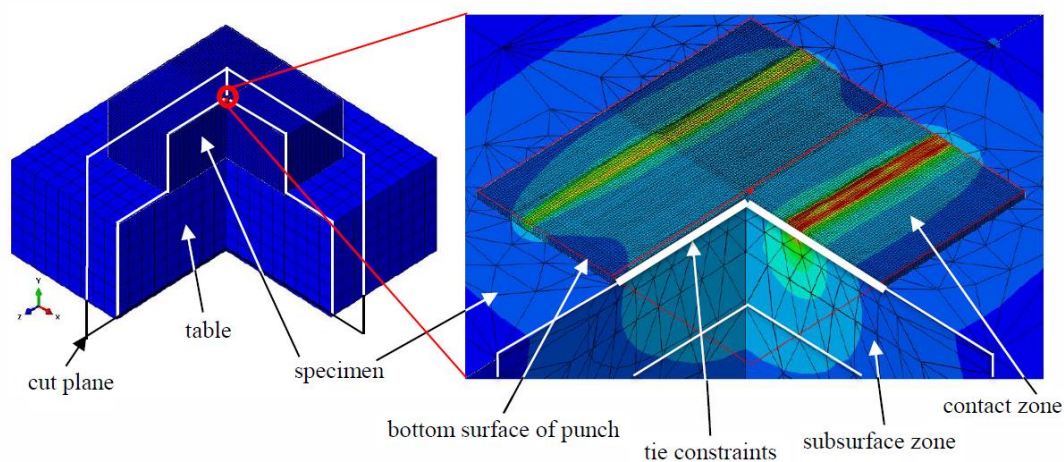 Y
Z
X
table
cut plane
specimen
bottom surface of punch
tie constraints
subsurface zone
contact zone